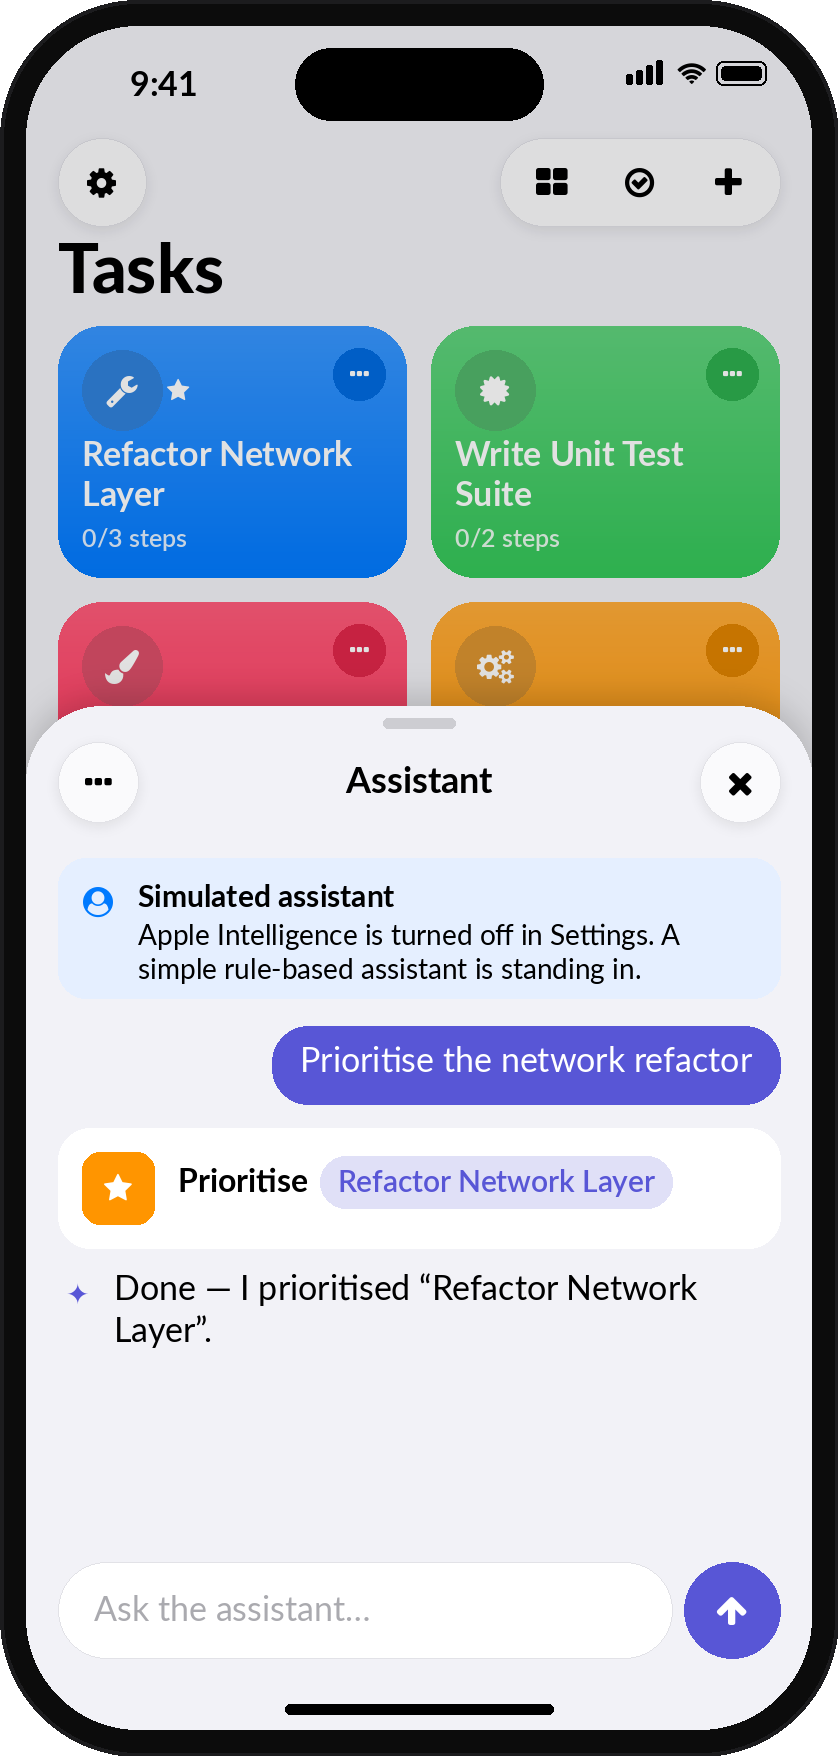 9:41
Tasks
Refactor Network
Layer
0/3 steps
Write Unit Test
Suite
0/2 steps
Assistant
Simulated assistant
Apple Intelligence is turned off in Settings. A
simple rule-based assistant is standing in.
Prioritise the network refactor
Prioritise Refactor Network Layer
Done — I prioritised “Refactor Network
Layer”.
Ask the assistant...